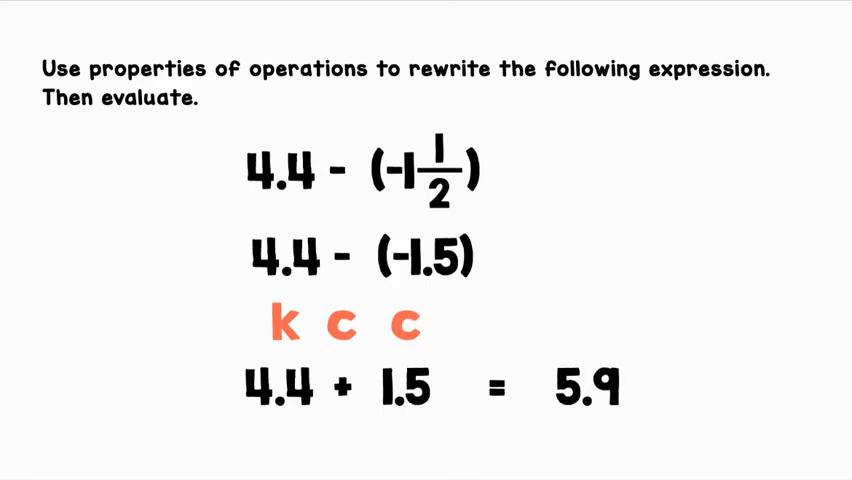 Use properties of operations to rewrite the following expression.
Then evaluate.
4.4 - (-1 1/2)
4.4 - (-1.5)
k c c
4.4 + 1.5 = 5.9